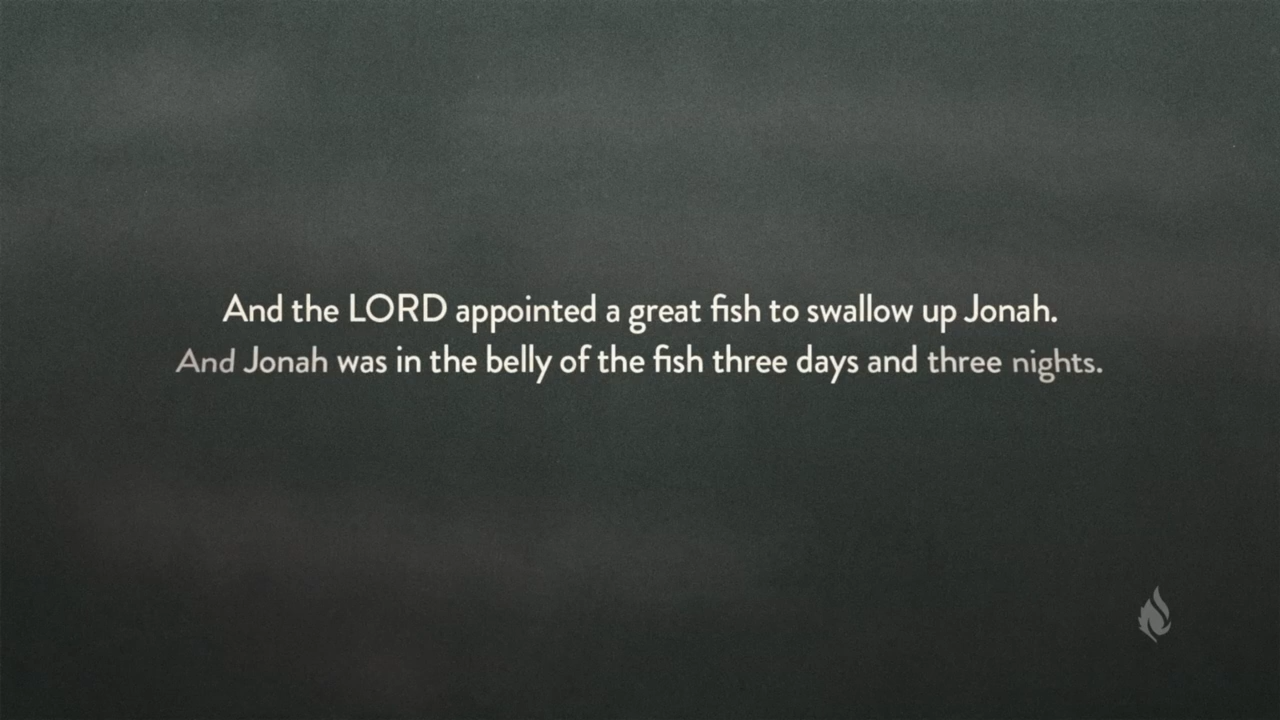 And the LORD appointed a great fish to swallow up Jonah.
And Jonah was in the belly of the fish three days and three nights.